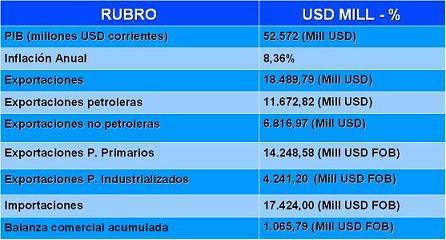 RUBRO USD MILL - %
PIB (millones USD corrientes) 52.572 (Mill USD)
Inflación Anual 8,36%
Exportaciones 18.489,79 (Mill USD)
Exportaciones petroleras 11.672,82 (Mill USD)
Exportaciones no petroleras 6.816,97 (Mill USD)
Exportaciones P. Primarios 14.248,58 (Mill USD FOB)
Exportaciones P. Industrializados 4.241,20 (Mill USD FOB)
Importaciones 17.424,00 (Mill USD FOB)
Balanza comercial acumulada 1.065,79 (Mill USD FOB)